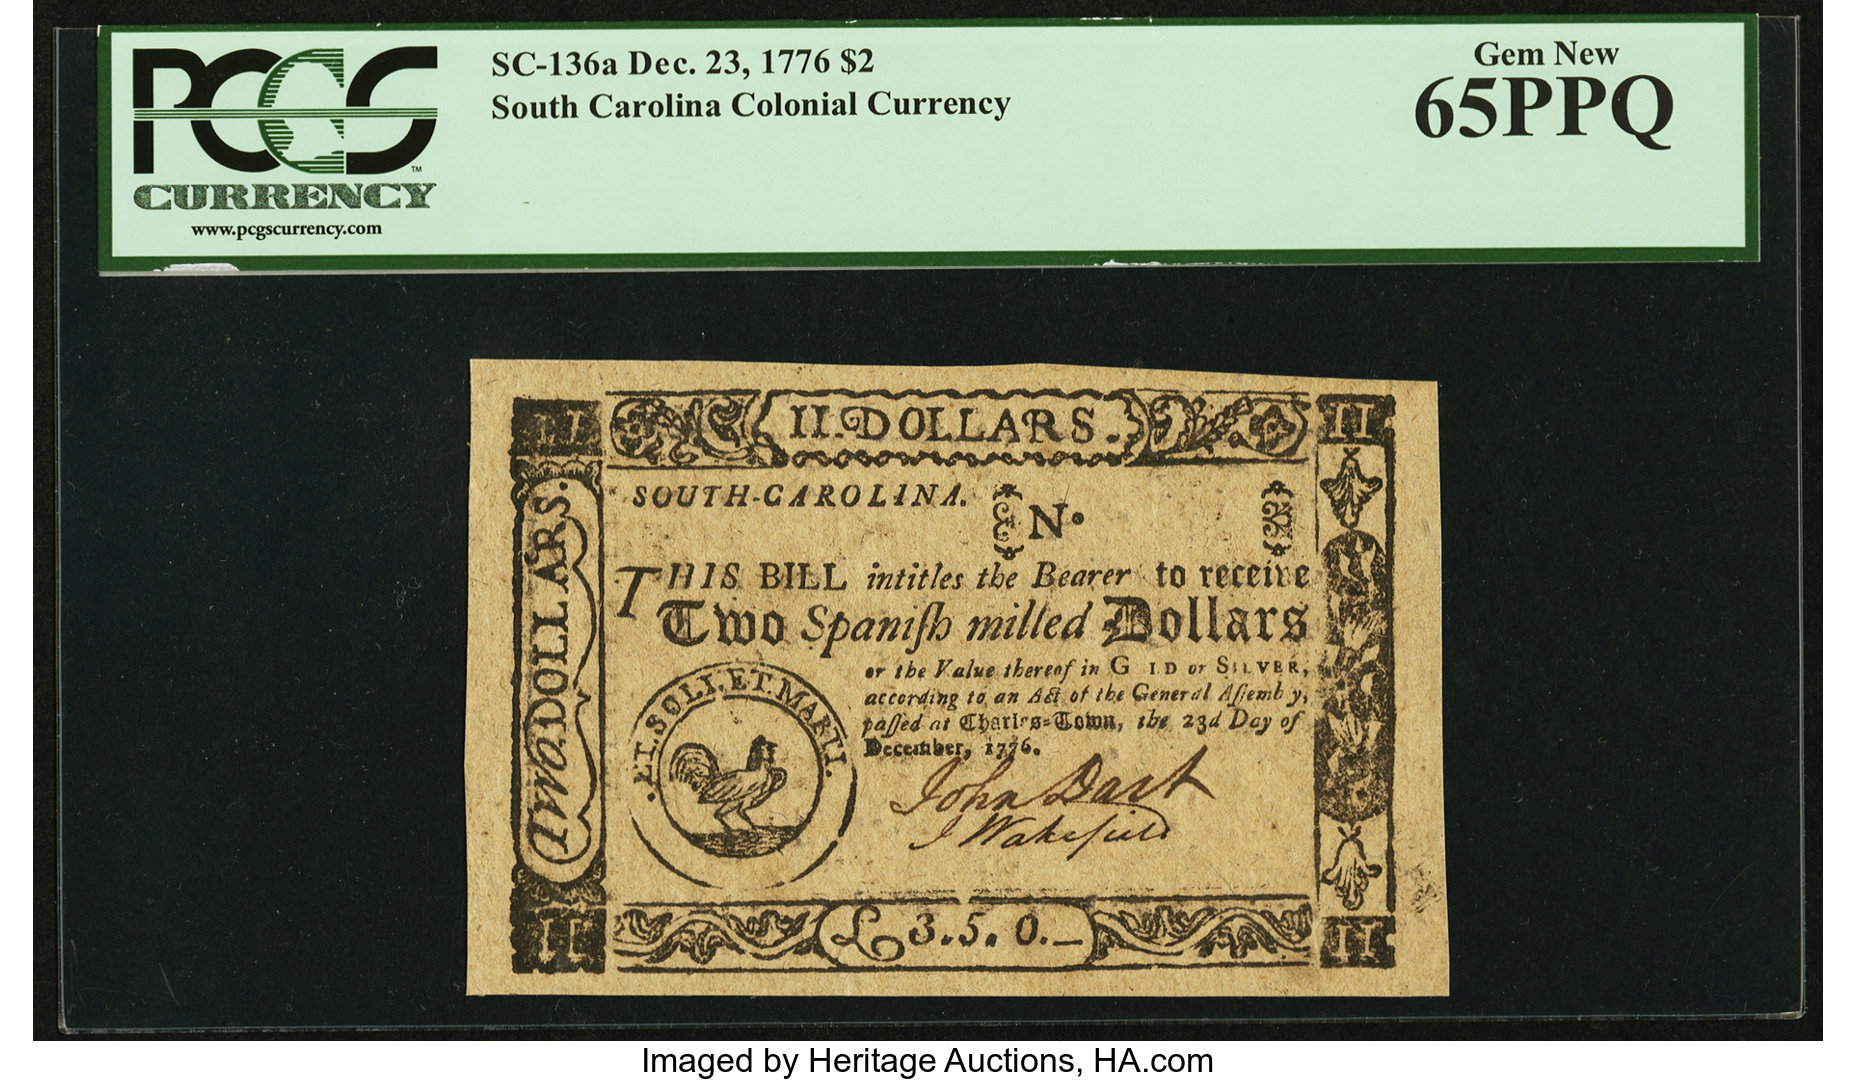 PCGS
™
CURRENCY
www.pcgscurrency.com
SC-136a Dec. 23, 1776 $2
South Carolina Colonial Currency
Gem New
65PPQ
II II.DOLLARS. II
Two DOLLARS.
SOUTH-CAROLINA. No
THIS BILL intitles the Bearer to receive
Two Spaniſh milled Dollars
or the Value thereof in G LD or SILVER,
according to an Act of the General Aſſemb y,
paſſed at Charles-Town, the 23d Day of
December, 1776.
.ET.SOLI.ET.MARTI.
John Dart
J Wakefield
II £3.5.0.— II
Imaged by Heritage Auctions, HA.com